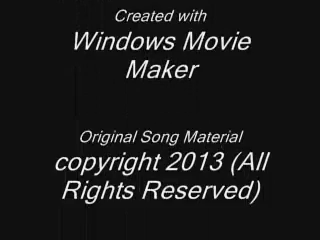 Created with
Windows Movie
Maker
Original Song Material
copyright 2013 (All
Rights Reserved)